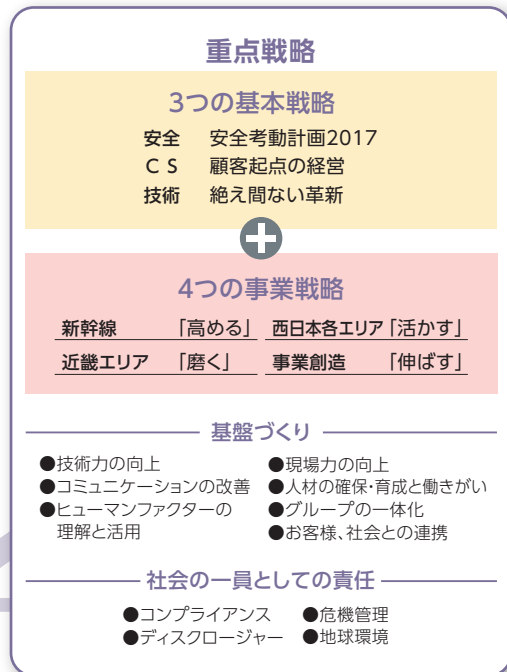 重点戦略
3つの基本戦略
安全 安全考動計画2017
CS 顧客起点の経営
技術 絶え間ない革新
4つの事業戦略
新幹線 「高める」 西日本各エリア「活かす」
近畿エリア 「磨く」 事業創造 「伸ばす」
基盤づくり
●技術力の向上
●コミュニケーションの改善
●ヒューマンファクターの
理解と活用
●現場力の向上
●人材の確保・育成と働きがい
●グループの一体化
●お客様、社会との連携
社会の一員としての責任
●コンプライアンス ●危機管理
●ディスクロージャー ●地球環境